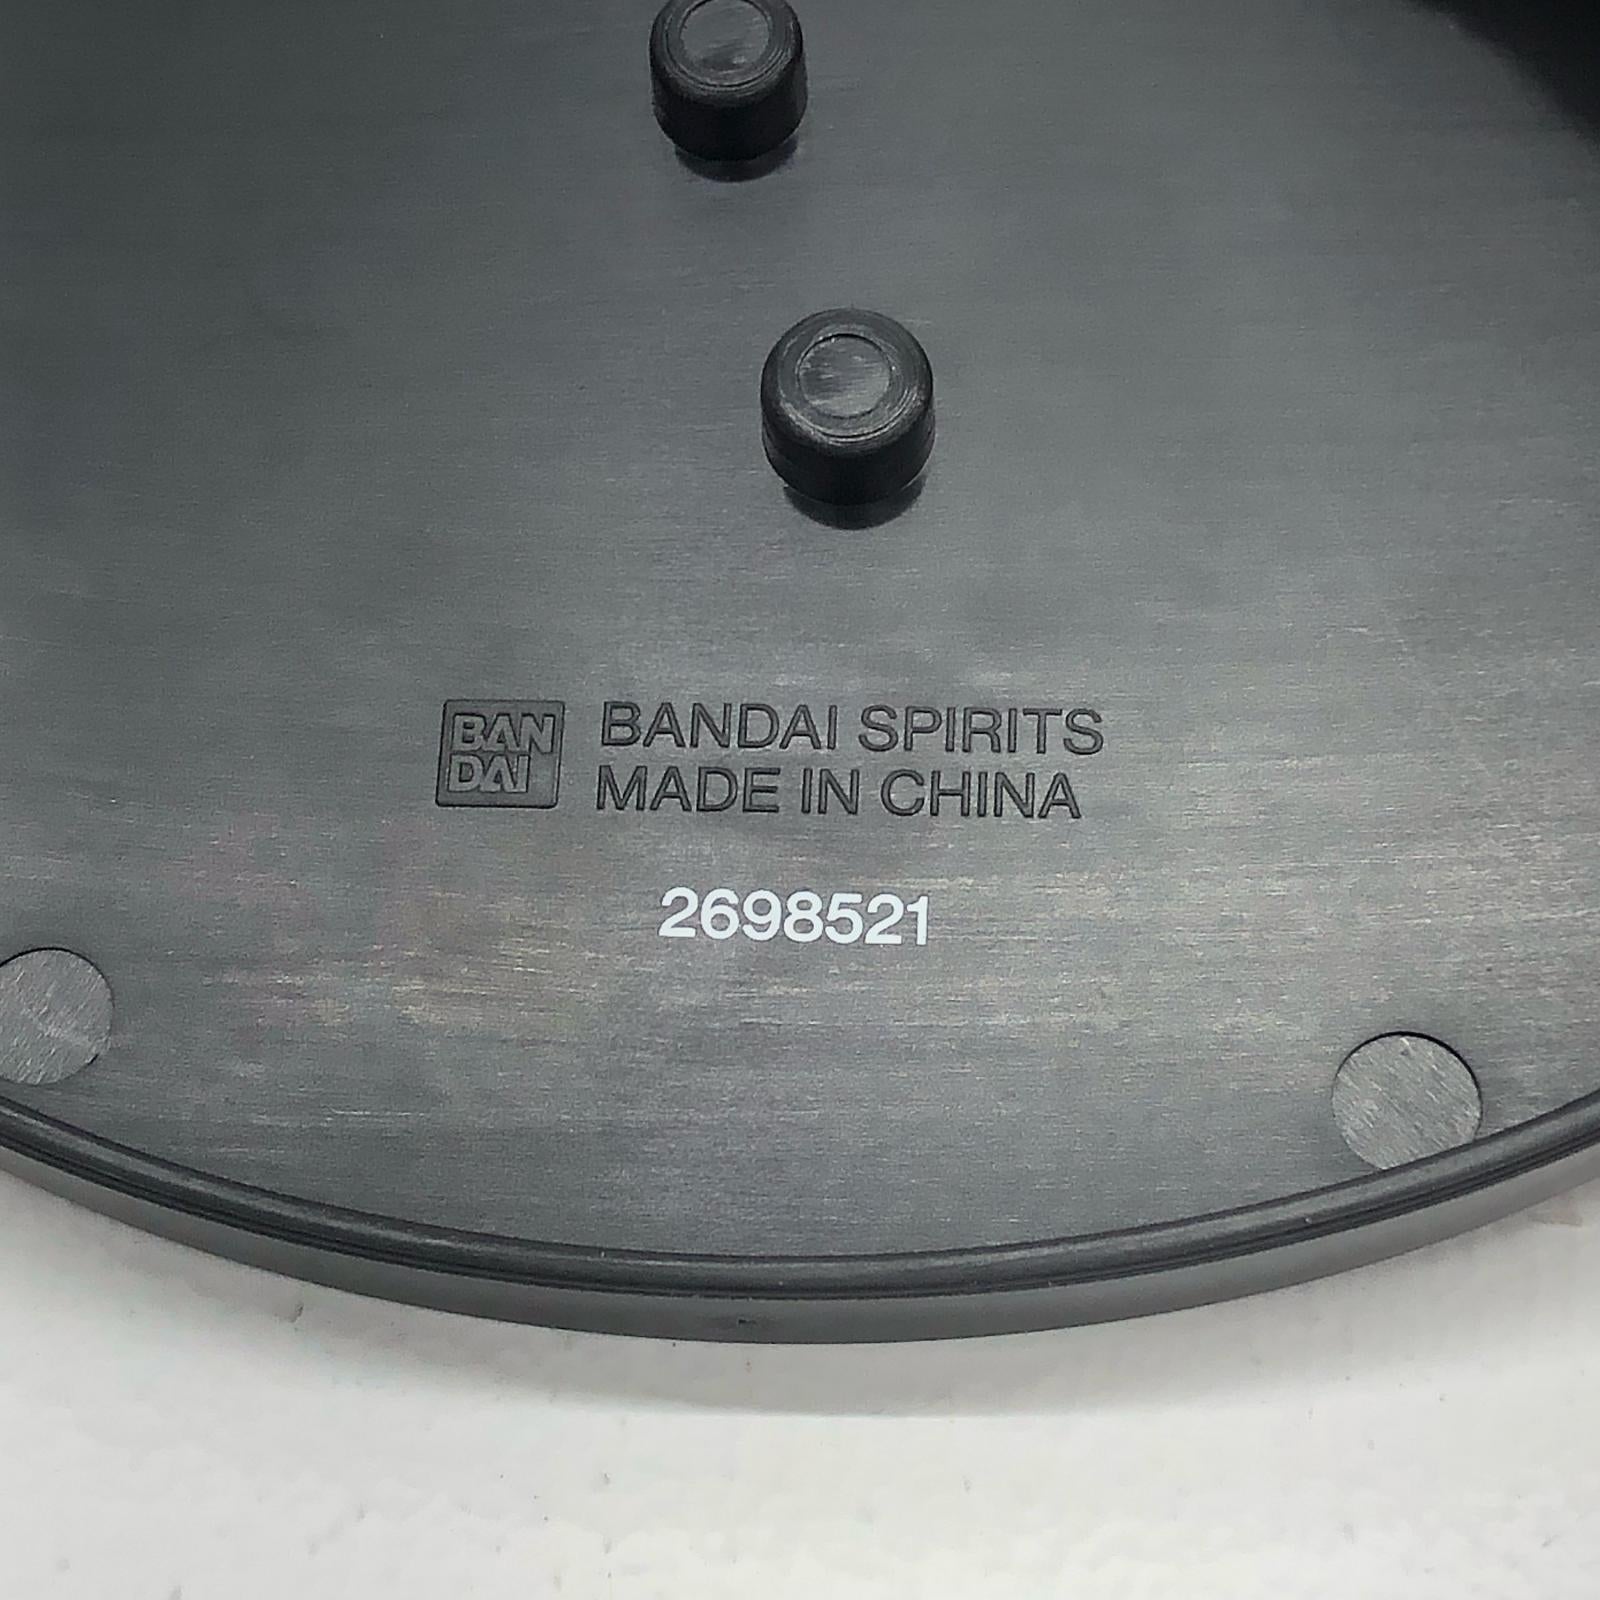 BAN
DAI
BANDAI SPIRITS
MADE IN CHINA
2698521